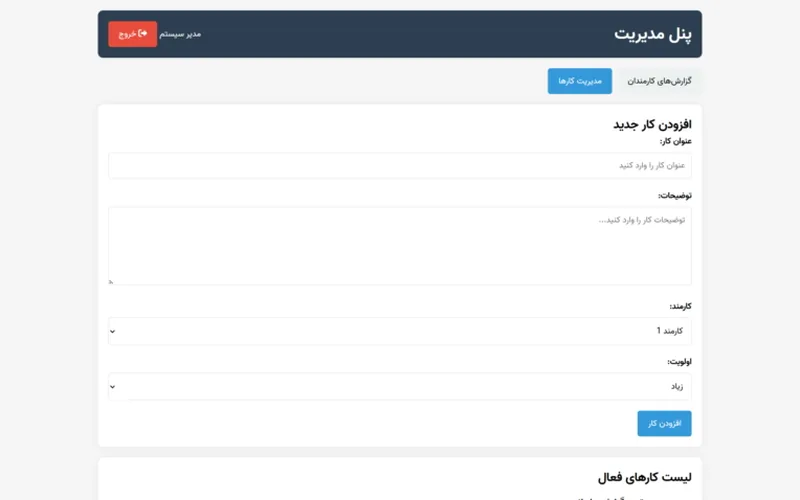 پنل مدیریت
مدیر سیستم
خروج
گزارش‌های کارمندان
مدیریت کارها
افزودن کار جدید
عنوان کار:
عنوان کار را وارد کنید
توضیحات:
توضیحات کار را وارد کنید...
کارمند:
کارمند 1
اولویت:
زیاد
افزودن کار
لیست کارهای فعال